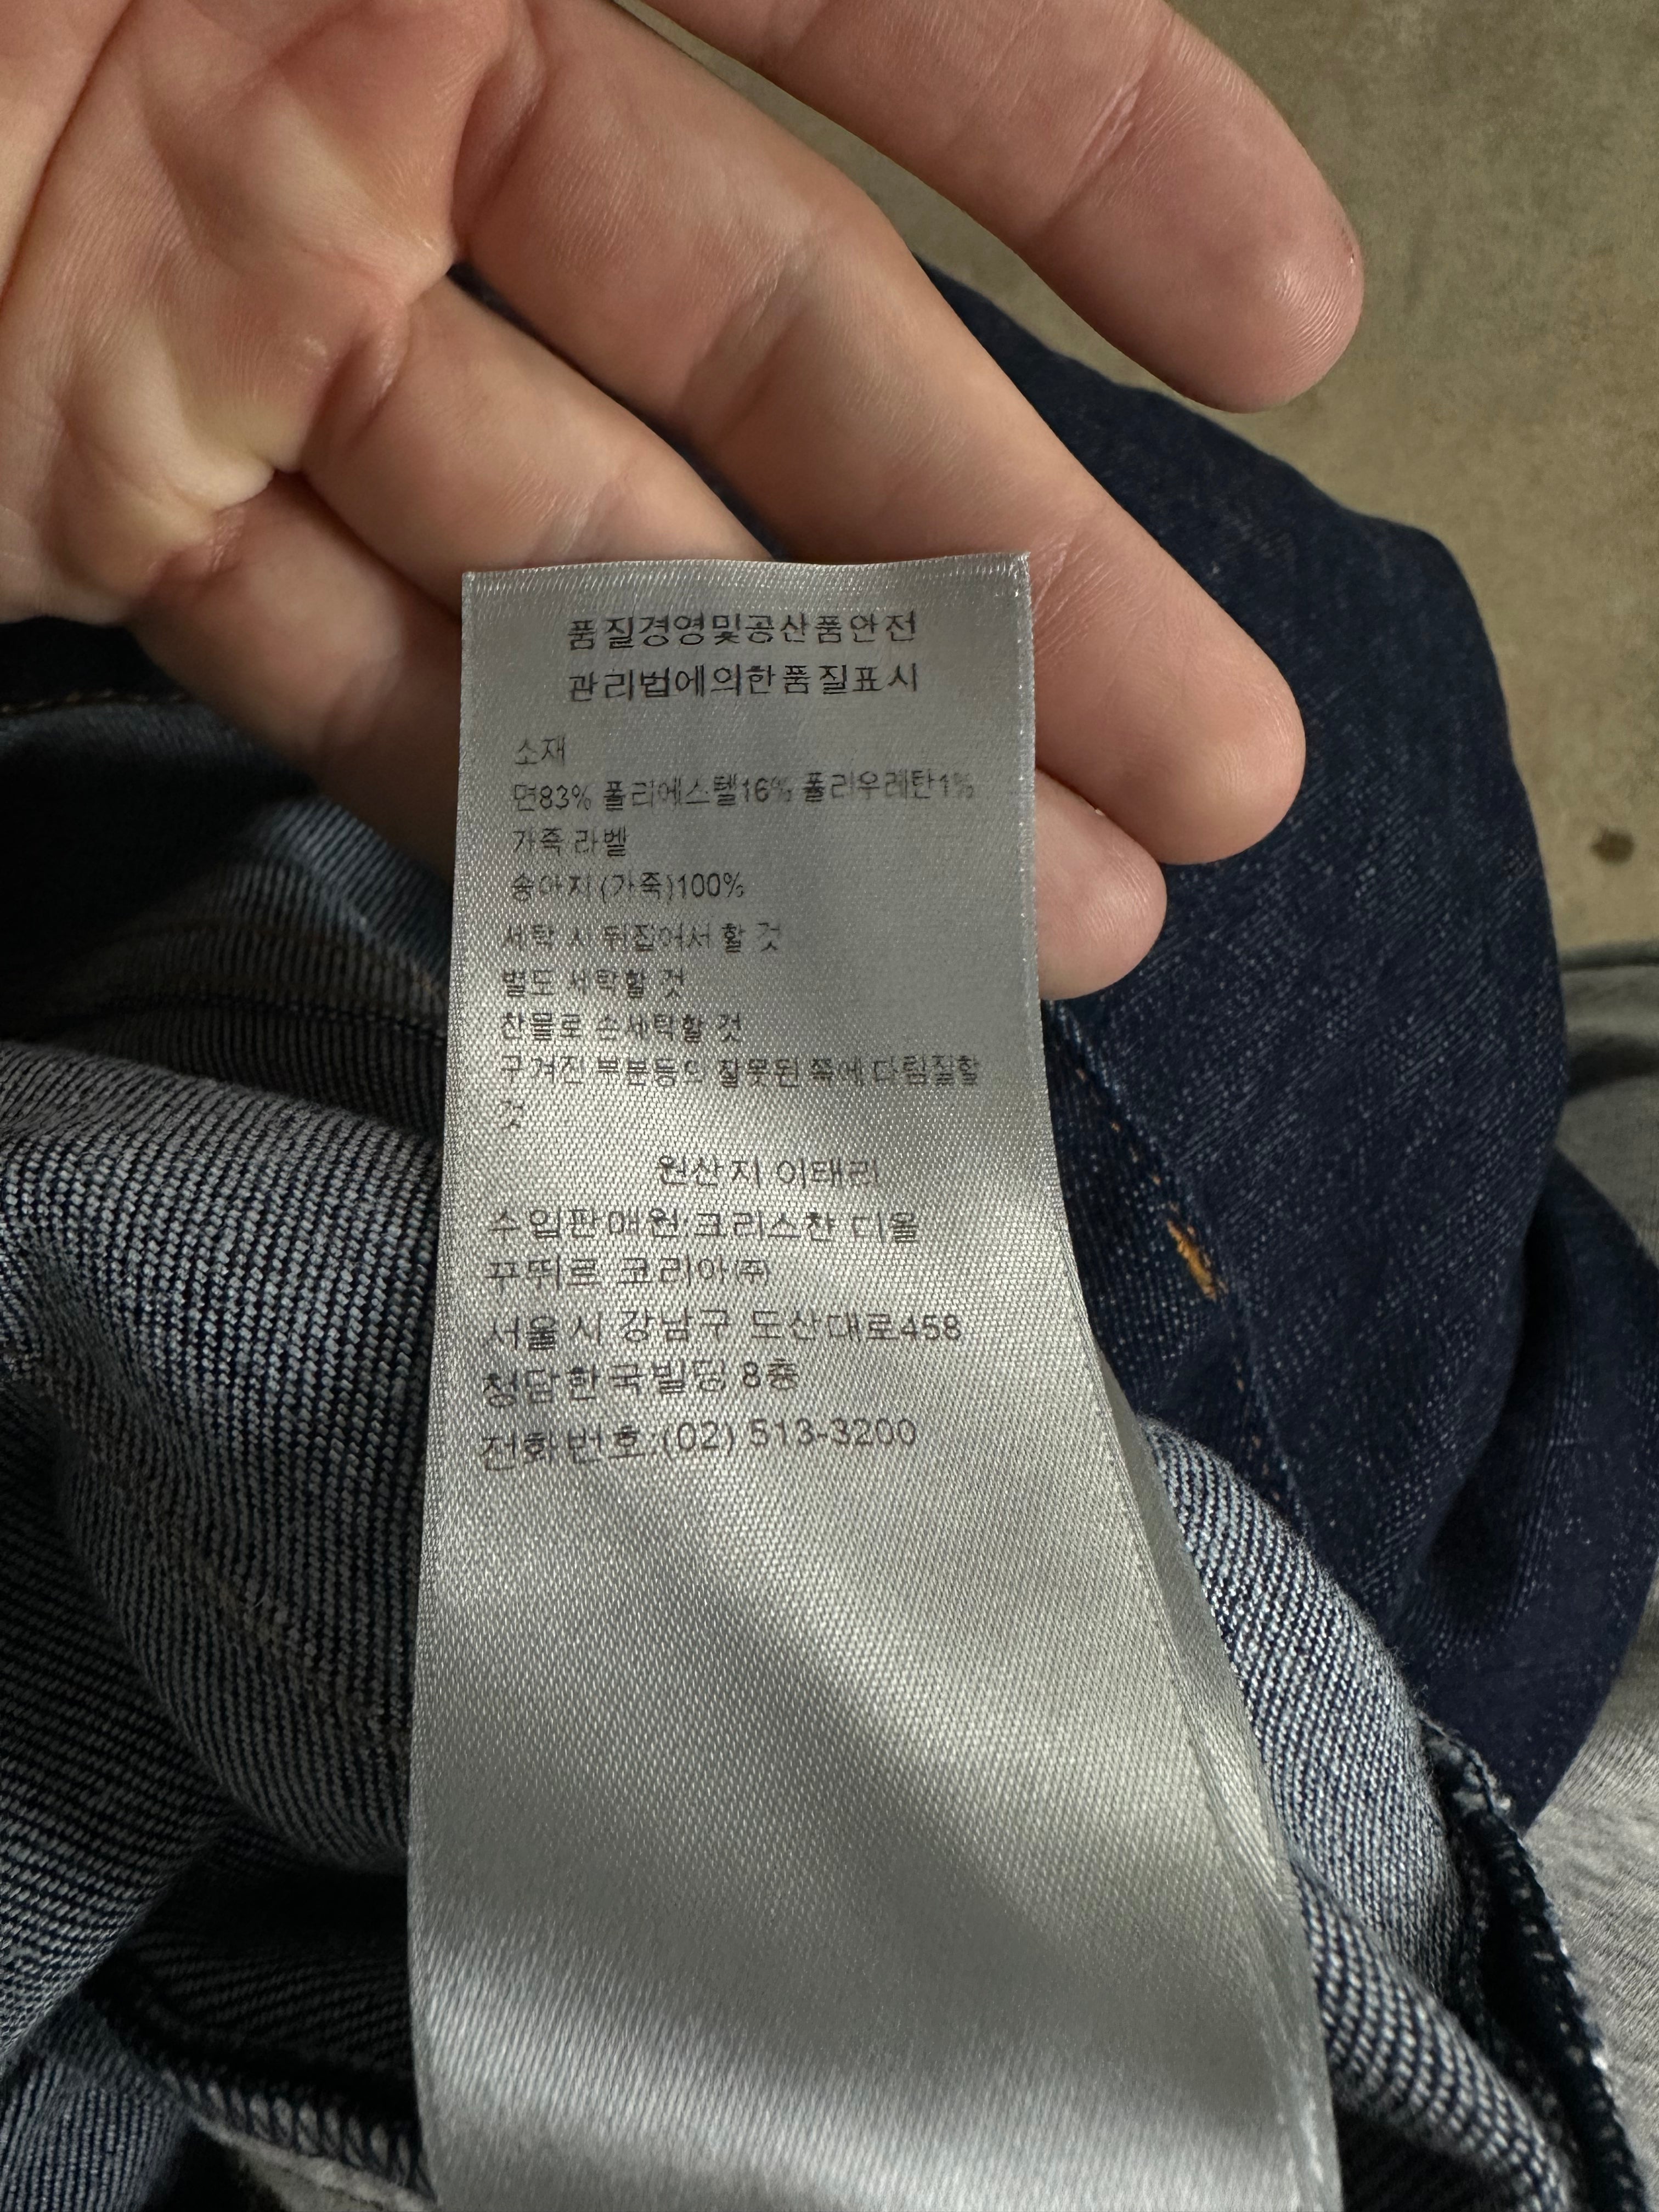 품질경영및공산품안전
관리법에의한품질표시
소재
면83% 폴리에스텔16% 폴리우레탄1%
가죽 라벨
송아지(가죽)100%
세탁 시 뒤집어서 할 것
별도 세탁할 것
찬물로 손세탁할 것
구겨진 부분등의 잘못된 쪽에 다림질할
것
원산지 이태리
수입판매원:크리스챤 디올
꾸뛰르 코리아㈜
서울시 강남구 도산대로458
청담한국빌딩 8층
전화번호:(02) 513-3200